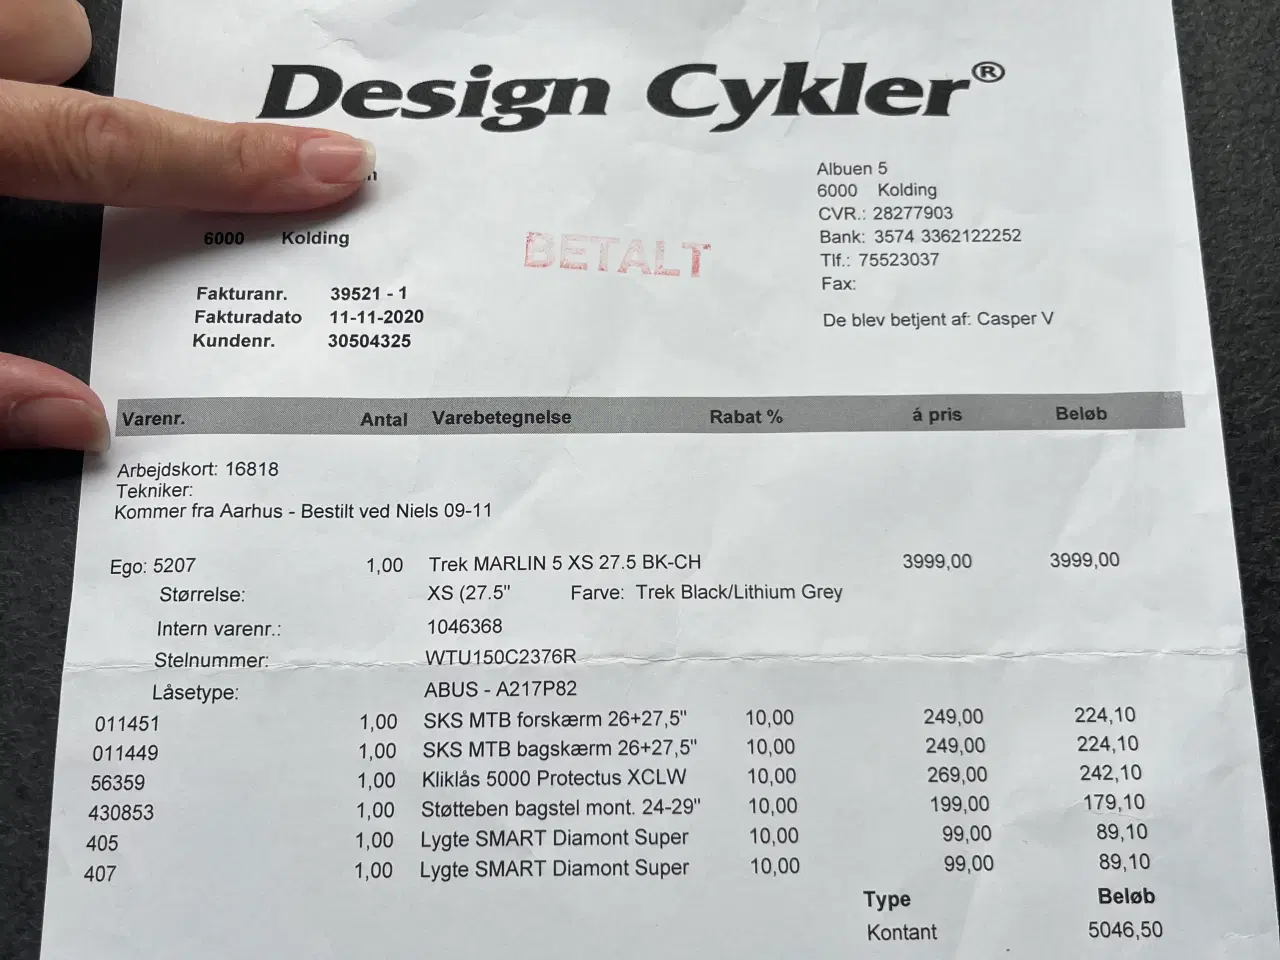 Design Cykler®
Albuen 5
6000 Kolding
CVR.: 28277903
Bank: 3574 3362122252
Tlf.: 75523037
Fax:
De blev betjent af: Casper V
6000 Kolding
BETALT
Fakturanr. 39521 - 1
Fakturadato 11-11-2020
Kundenr. 30504325
Varenr. Antal Varebetegnelse Rabat % á pris Beløb
Arbejdskort: 16818
Tekniker:
Kommer fra Aarhus - Bestilt ved Niels 09-11
Ego: 5207 1,00 Trek MARLIN 5 XS 27.5 BK-CH 3999,00 3999,00
Størrelse: XS (27.5" Farve: Trek Black/Lithium Grey
Intern varenr.: 1046368
Stelnummer: WTU150C2376R
Låsetype: ABUS - A217P82
011451 1,00 SKS MTB forskærm 26+27,5" 10,00 249,00 224,10
011449 1,00 SKS MTB bagskærm 26+27,5" 10,00 249,00 224,10
56359 1,00 Kliklås 5000 Protectus XCLW 10,00 269,00 242,10
430853 1,00 Støtteben bagstel mont. 24-29" 10,00 199,00 179,10
405 1,00 Lygte SMART Diamont Super 10,00 99,00 89,10
407 1,00 Lygte SMART Diamont Super 10,00 99,00 89,10
Type Beløb
Kontant 5046,50